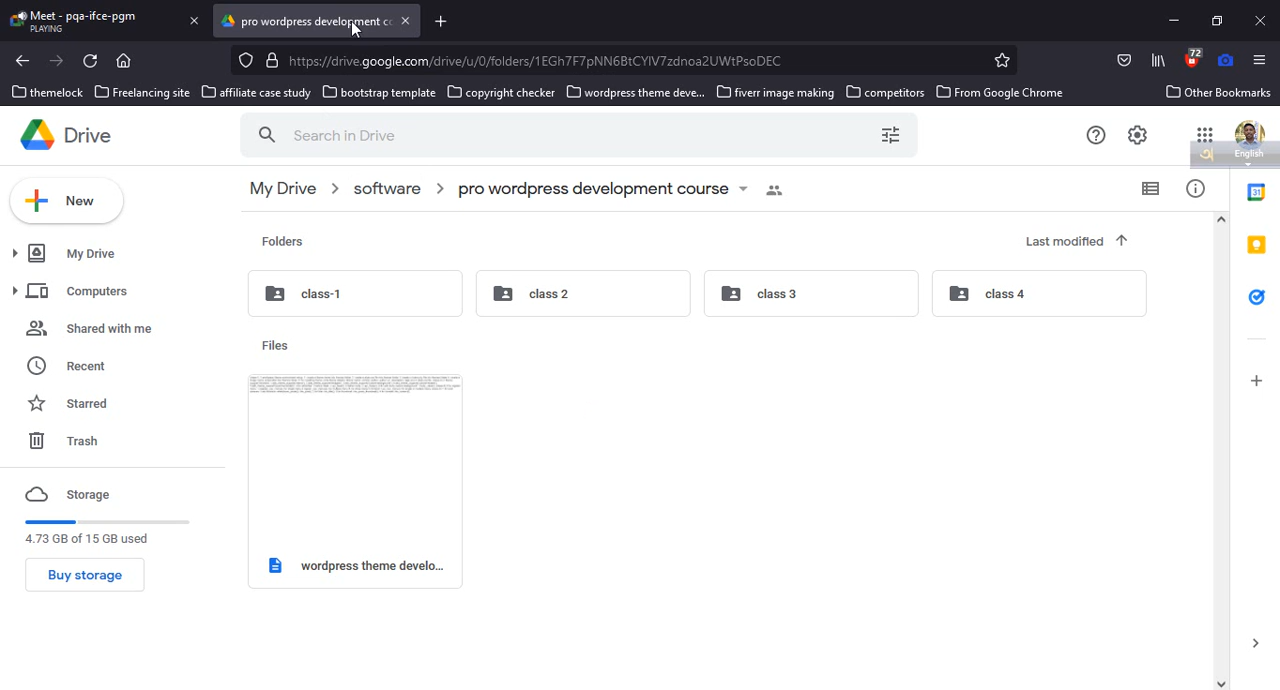 Meet - pqa-ifce-pgm
PLAYING
pro wordpress development co
https://drive.google.com/drive/u/0/folders/1EGh7F7pNN6BtCYlV7zdnoa2UWtPsoDEC
72
themelock
Freelancing site
affiliate case study
bootstrap template
copyright checker
wordpress theme deve...
fiverr image making
competitors
From Google Chrome
Other Bookmarks
Drive
Search in Drive
অ English
New
My Drive
software
pro wordpress development course
31
My Drive
Computers
Shared with me
Recent
Starred
Trash
Storage
4.73 GB of 15 GB used
Buy storage
Folders
Last modified
class-1
class 2
class 3
class 4
Files
wordpress theme develo...